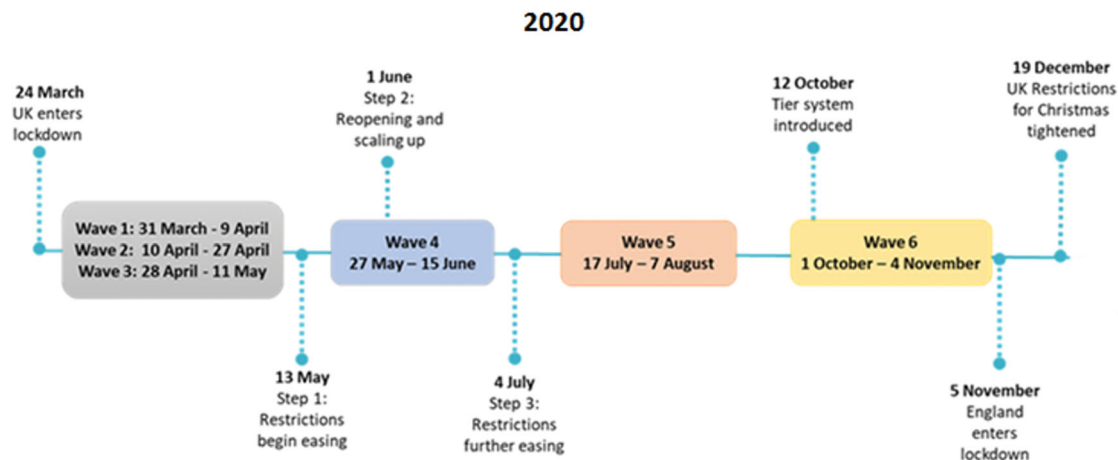 2020
24 March
UK enters
lockdown
1 June
Step 2:
Reopening and
scaling up
12 October
Tier system
introduced
19 December
UK Restrictions
for Christmas
tightened
Wave 1: 31 March - 9 April
Wave 2: 10 April - 27 April
Wave 3: 28 April - 11 May
Wave 4
27 May – 15 June
Wave 5
17 July – 7 August
Wave 6
1 October – 4 November
13 May
Step 1:
Restrictions
begin easing
4 July
Step 3:
Restrictions
further easing
5 November
England
enters
lockdown